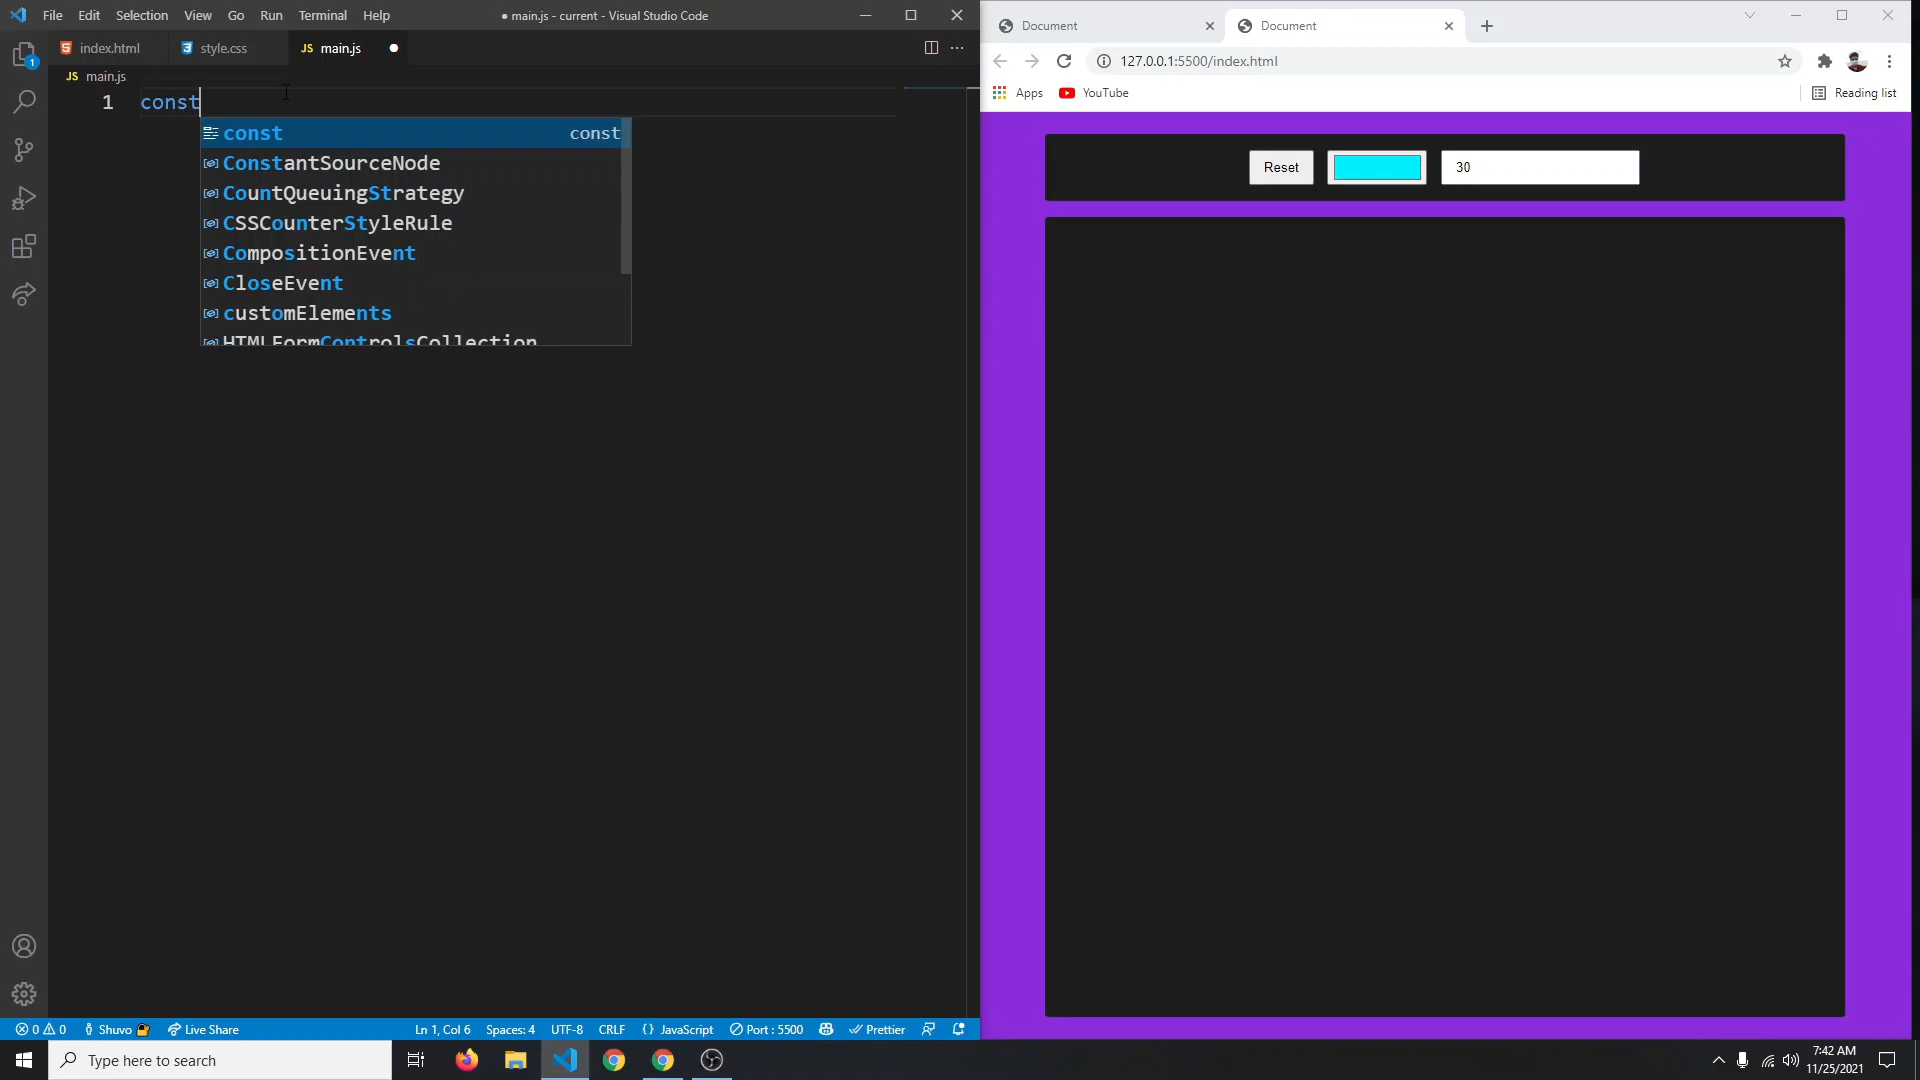 File Edit Selection View Go Run Terminal Help
● main.js - current - Visual Studio Code
index.html
style.css
JS main.js
JS main.js
1 const
const const
ConstantSourceNode
CountQueuingStrategy
CSSCounterStyleRule
CompositionEvent
CloseEvent
customElements
HTMLFormControlsCollection
1
0 0 Shuvo Live Share Ln 1, Col 6 Spaces: 4 UTF-8 CRLF {} JavaScript Port : 5500 Prettier
Document
Document
127.0.0.1:5500/index.html
Apps YouTube Reading list
Reset 30
Type here to search
7:42 AM
11/25/2021